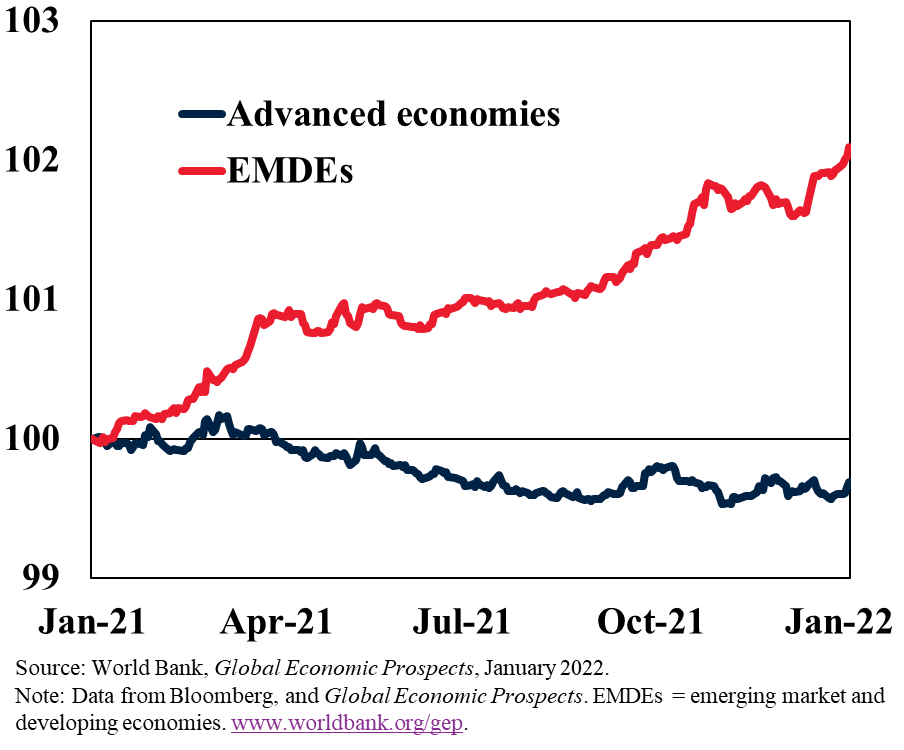 103
Advanced economies
102
EMDEs
101
100
99
Jan-21 Apr-21 Jul-21 Oct-21 Jan-22
Source: World Bank, Global Economic Prospects, January 2022.
Note: Data from Bloomberg, and Global Economic Prospects. EMDEs = emerging market and
developing economies. www.worldbank.org/gep.